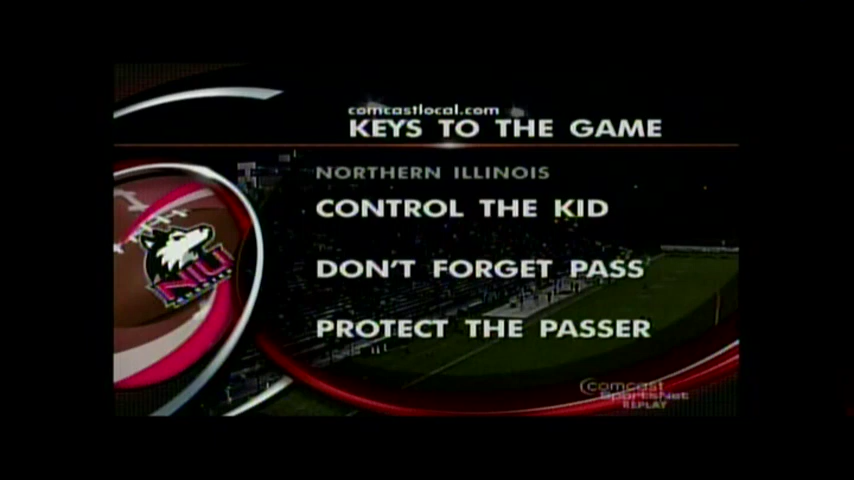 comcastlocal.com
KEYS TO THE GAME
NORTHERN ILLINOIS
CONTROL THE KID
DON'T FORGET PASS
PROTECT THE PASSER
NIU
comcast
SportsNet
REPLAY